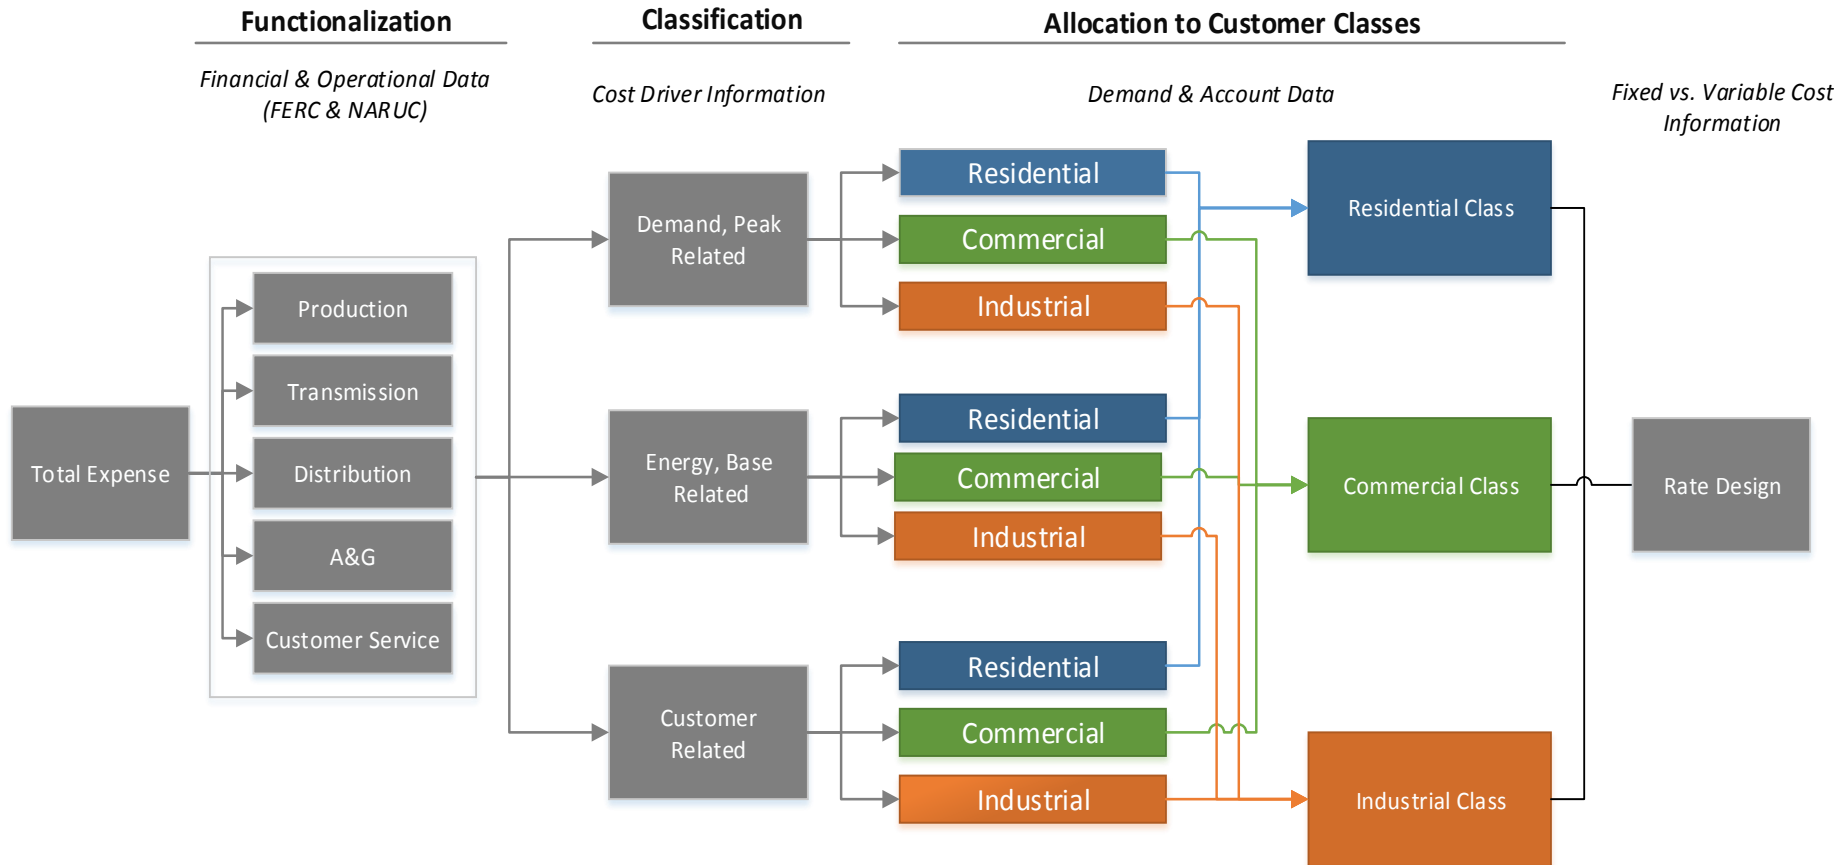 Functionalization
Classification
Allocation to Customer Classes
Financial & Operational Data
(FERC & NARUC)
Cost Driver Information
Demand & Account Data
Fixed vs. Variable Cost
Information
Total Expense
Production
Transmission
Distribution
A&G
Customer Service
Demand, Peak
Related
Energy, Base
Related
Customer
Related
Residential
Commercial
Industrial
Residential
Commercial
Industrial
Residential
Commercial
Industrial
Residential Class
Commercial Class
Industrial Class
Rate Design